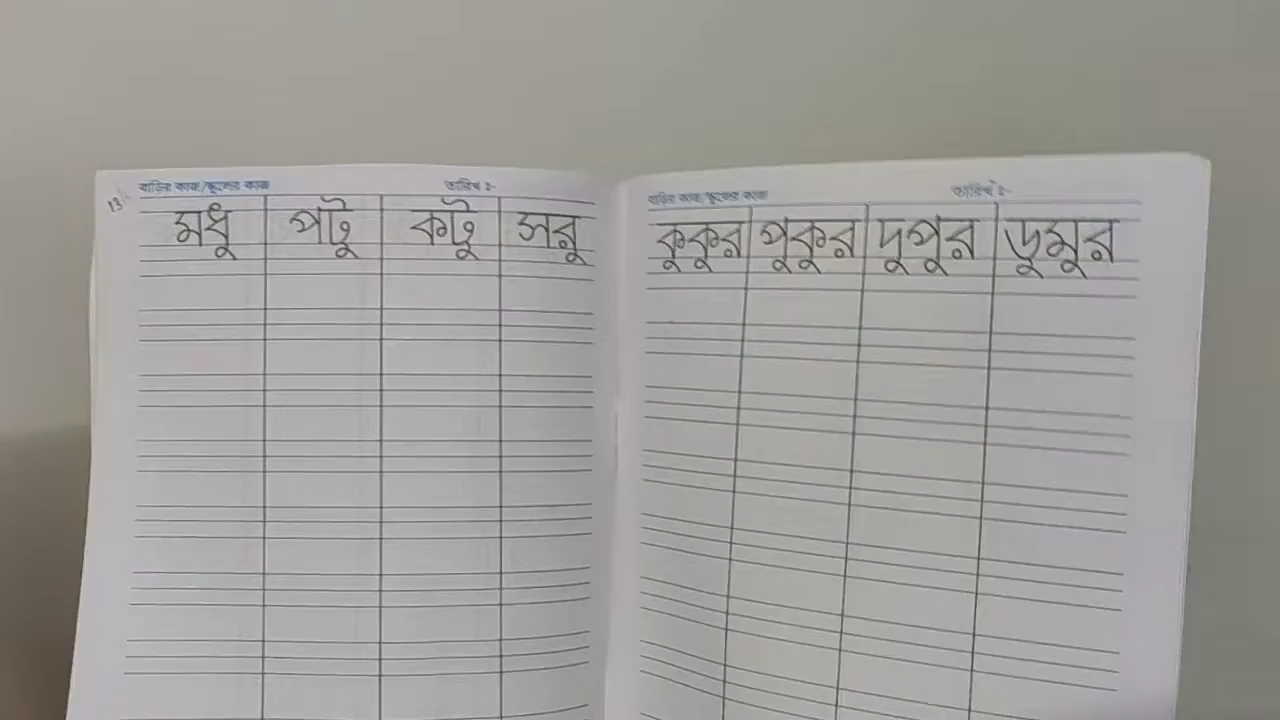 বাড়ির কাজ/স্কুলের কাজ তারিখ ঃ-
মধু পটু কটু সরু
বাড়ির কাজ/স্কুলের কাজ তারিখ ঃ-
কুকুর পুকুর দুপুর ডুমুর